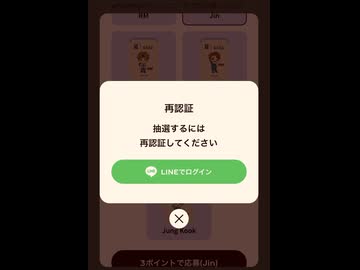 RM
Jin
再認証
抽選するには
再認証してください
LINEでログイン
Jung Kook
3ポイントで応募(Jin)